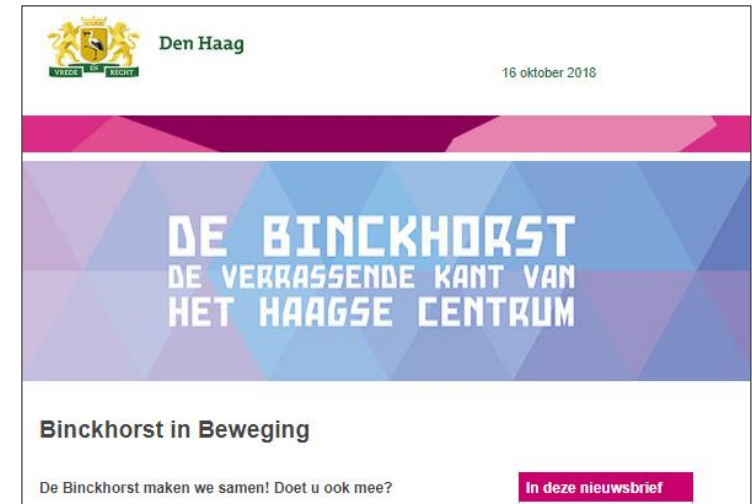 Den Haag
VREDE EN RECHT
16 oktober 2018
DE BINCKHORST
DE VERRASSENDE KANT VAN
HET HAAGSE CENTRUM
Binckhorst in Beweging
De Binckhorst maken we samen! Doet u ook mee?
In deze nieuwsbrief